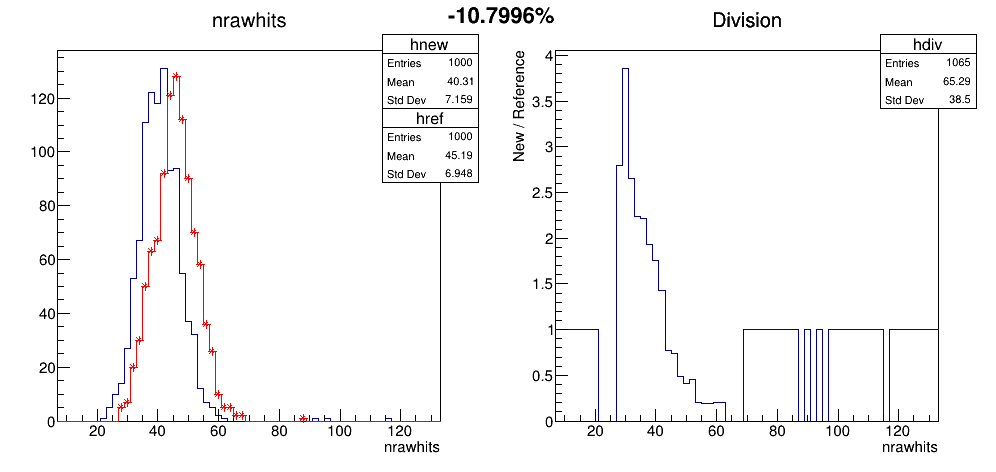 -10.7996%
nrawhits
hnew
Entries 1000
Mean 40.31
Std Dev 7.159
href
Entries 1000
Mean 45.19
Std Dev 6.948
120
100
80
60
40
20
0
20 40 60 80 100 120
nrawhits
Division
hdiv
Entries 1065
Mean 65.29
Std Dev 38.5
New / Reference
4
3.5
3
2.5
2
1.5
1
0.5
0
20 40 60 80 100 120
nrawhits